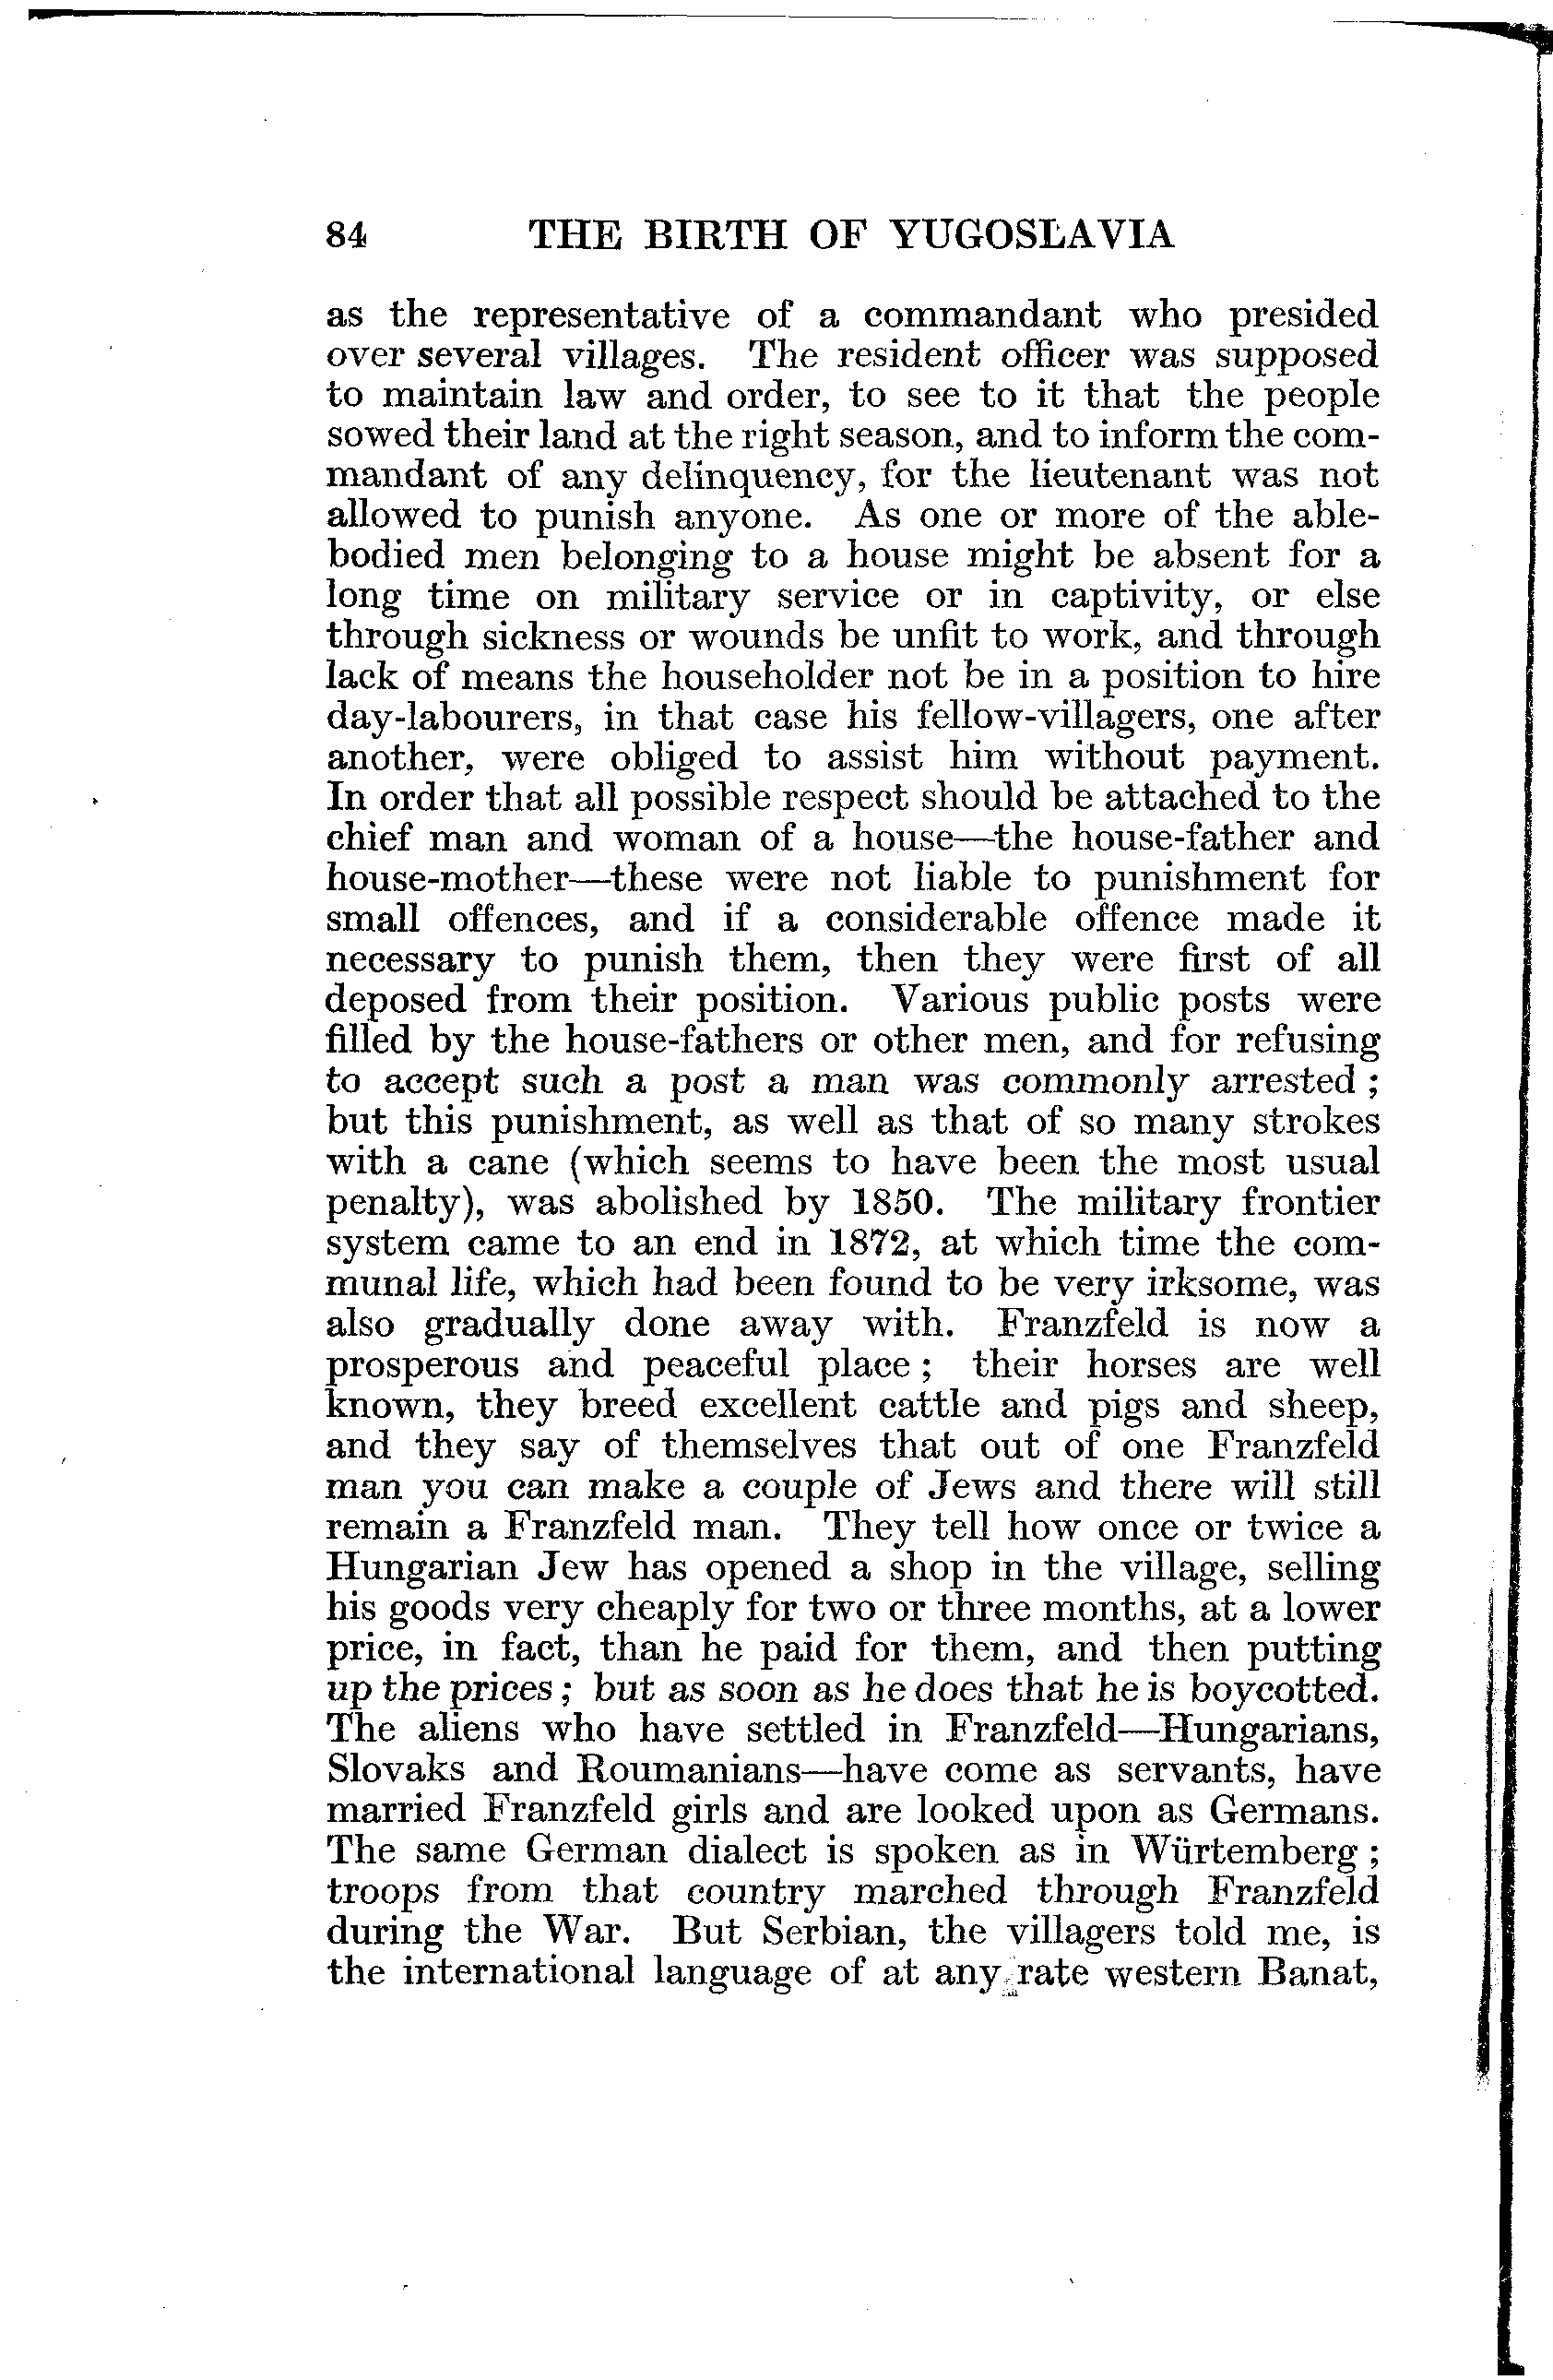 84 THE BIRTH OF YUGOSLAVIA
as the representative of a commandant who presided
over several villages. The resident officer was supposed
to maintain law and order, to see to it that the people
sowed their land at the right season, and to inform the com-
mandant of any delinquency, for the lieutenant was not
allowed to punish anyone. As one or more of the able-
bodied men belonging to a house might be absent for a
long time on military service or in captivity, or else
through sickness or wounds be unfit to work, and through
lack of means the householder not be in a position to hire
day-labourers, in that case his fellow-villagers, one after
another, were obliged to assist him without payment.
In order that all possible respect should be attached to the
chief man and woman of a house—the house-father and
house-mother—these were not liable to punishment for
small offences, and if a considerable offence made it
necessary to punish them, then they were first of all
deposed from their position. Various public posts were
filled by the house-fathers or other men, and for refusing
to accept such a post a man was commonly arrested ;
but this punishment, as well as that of so many strokes
with a cane (which seems to have been the most usual
penalty), was abolished by 1850. The military frontier
system came to an end in 1872, at which time the com-
munal life, which had been found to be very irksome, was
also gradually done away with. Franzfeld is now a
prosperous and peaceful place ; their horses are well
known, they breed excellent cattle and pigs and sheep,
and they say of themselves that out of one Franzfeld
man you can make a couple of Jews and there will still
remain a Franzfeld man. They tell how once or twice a
Hungarian Jew has opened a shop in the village, selling
his goods very cheaply for two or three months, at a lower
price, in fact, than he paid for them, and then putting
up the prices ; but as soon as he does that he is boycotted.
The aliens who have settled in Franzfeld—Hungarians,
Slovaks and Roumanians—have come as servants, have
married Franzfeld girls and are looked upon as Germans.
The same German dialect is spoken as in Würtemberg ;
troops from that country marched through Franzfeld
during the War. But Serbian, the villagers told me, is
the international language of at any rate western Banat,